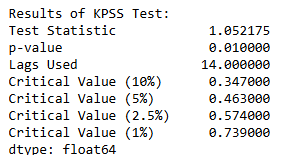 Results of KPSS Test:
Test Statistic 1.052175
p-value 0.010000
Lags Used 14.000000
Critical Value (10%) 0.347000
Critical Value (5%) 0.463000
Critical Value (2.5%) 0.574000
Critical Value (1%) 0.739000
dtype: float64